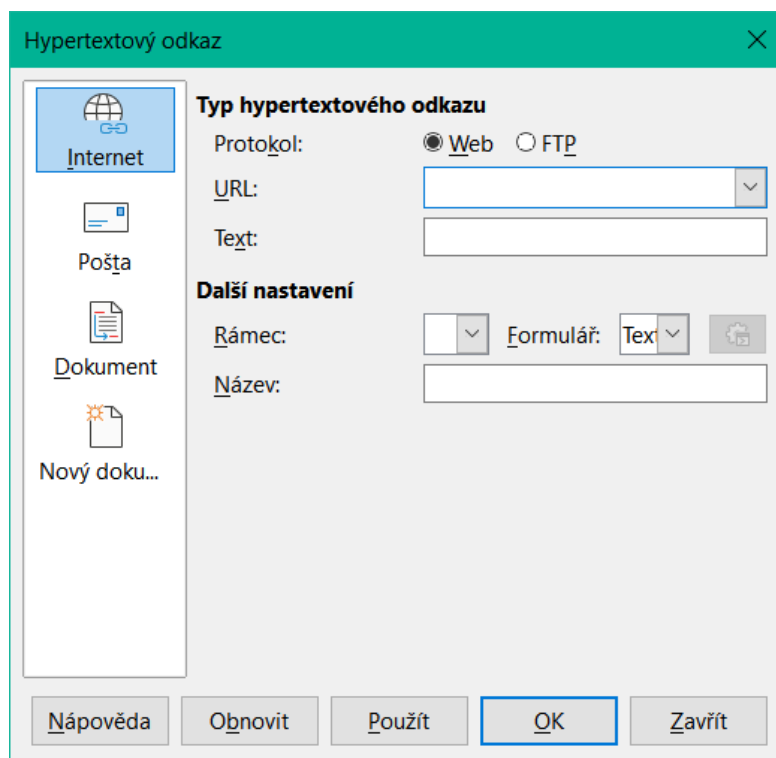 Hypertextový odkaz
Internet
Pošta
Dokument
Nový doku...
Typ hypertextového odkazu
Protokol: Web FTP
URL:
Text:
Další nastavení
Rámec: Formulář: Text
Název:
Nápověda Obnovit Použít OK Zavřít